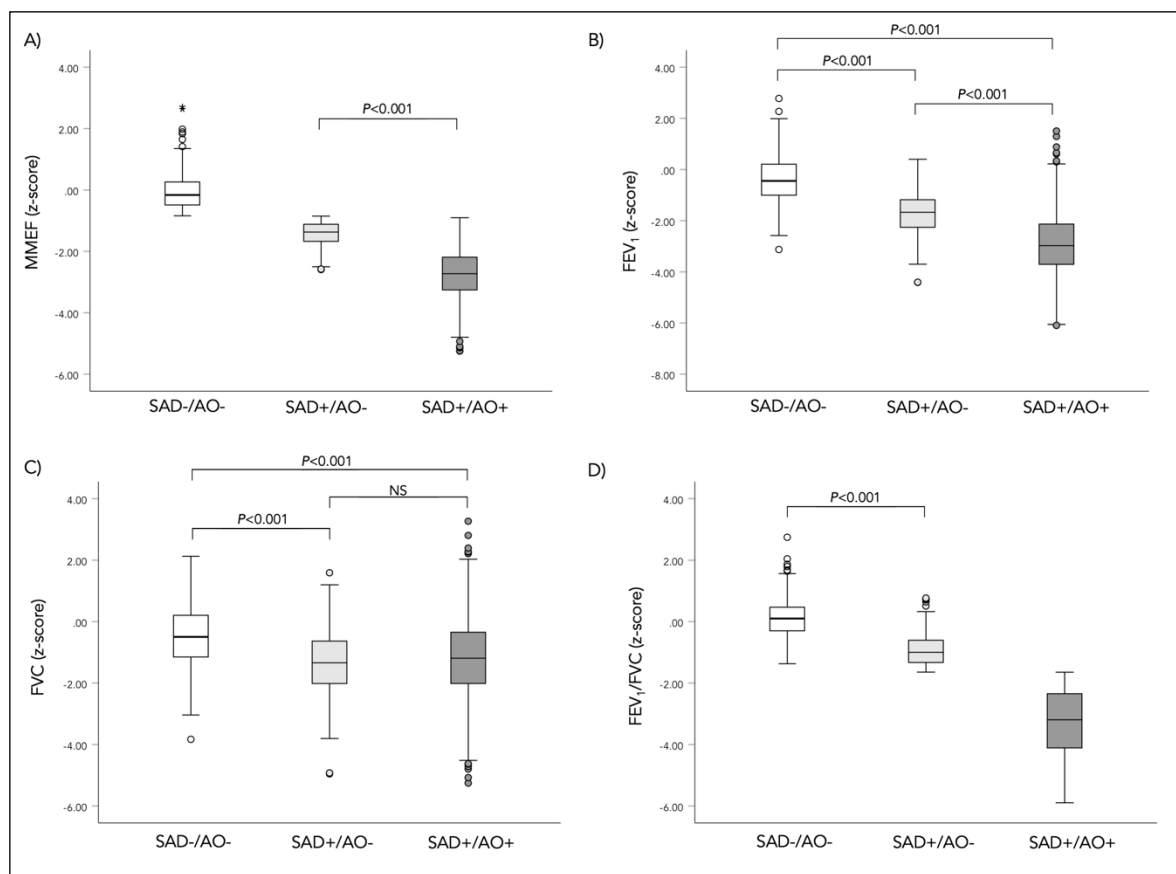 A)
P<0.001
4.00
2.00
.00
-2.00
-4.00
-6.00
MMEF (z-score)
SAD-/AO-
SAD+/AO-
SAD+/AO+
B)
P<0.001
P<0.001
P<0.001
4.00
2.00
.00
-2.00
-4.00
-6.00
-8.00
FEV₁ (z-score)
SAD-/AO-
SAD+/AO-
SAD+/AO+
C)
P<0.001
NS
P<0.001
4.00
2.00
.00
-2.00
-4.00
-6.00
FVC (z-score)
SAD-/AO-
SAD+/AO-
SAD+/AO+
D)
P<0.001
4.00
2.00
.00
-2.00
-4.00
-6.00
FEV₁/FVC (z-score)
SAD-/AO-
SAD+/AO-
SAD+/AO+